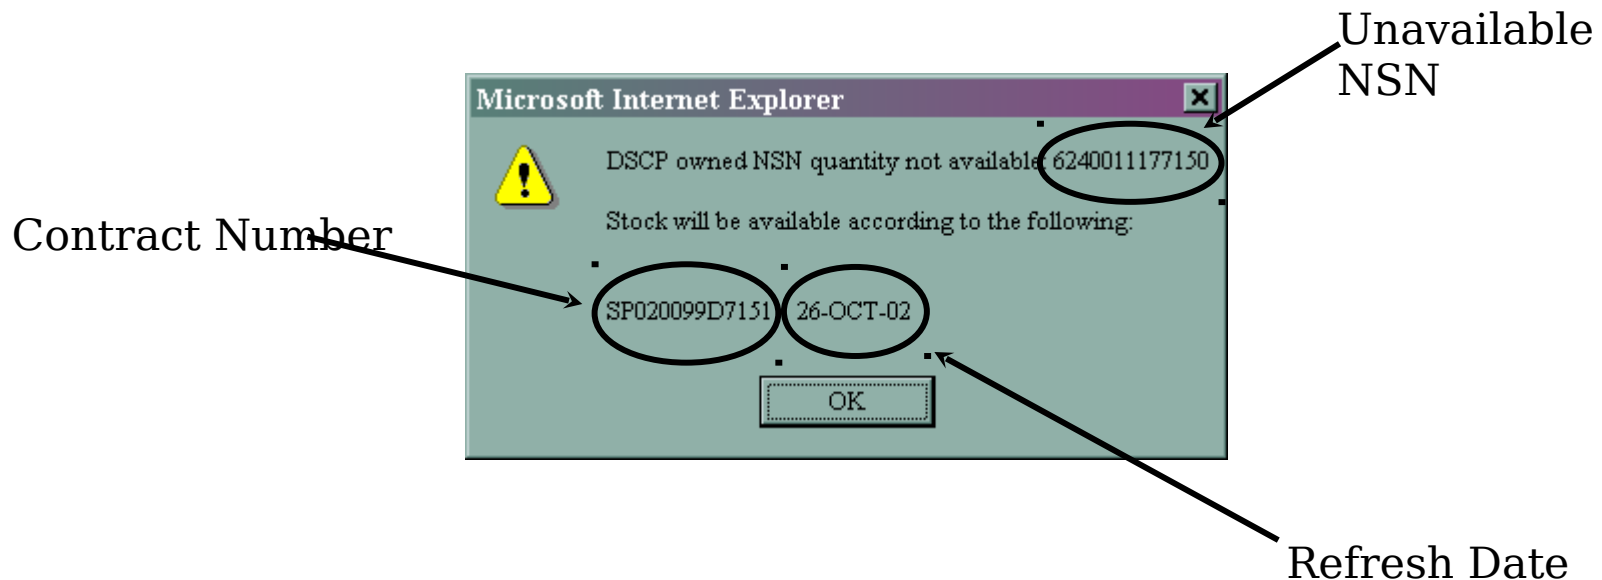 Unavailable
NSN
Microsoft Internet Explorer
DSCP owned NSN quantity not available: 6240011177150
Stock will be available according to the following:
Contract Number
SP020099D7151 26-OCT-02
OK
Refresh Date